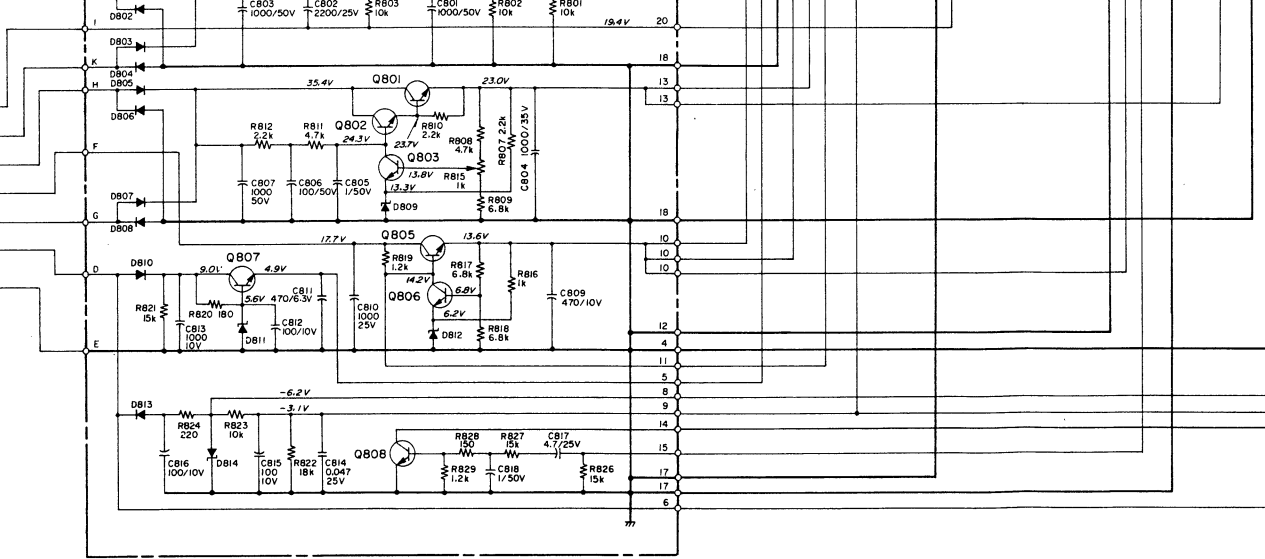 C803
1000/50V
C802
2200/25V
R803
10k
C801
1000/50V
R802
10k
R801
10k
D802
I
19.4V
20
D803
K
D804
18
H
D805
35.4V
Q801
23.0V
13
13
D806
Q802
R810
2.2k
R812
2.2k
R811
4.7k
24.3V
23.7V
R808
4.7k
R807 2.2k
C804 1000/35V
F
Q803
13.8V
R815
1k
C807
1000
50V
C806
100/50V
C805
1/50V
13.3V
D807
D809
R809
6.8k
G
D808
18
17.7V
Q805
13.6V
10
10
10
D
D810
9.0V
Q807
4.9V
R819
1.2k
14.2V
R817
6.8k
R816
1k
C811
470/6.3V
Q806
6.8V
C809
470/10V
R821
15k
R820 180
5.6V
C810
1000
25V
6.2V
C813
1000
10V
D811
C812
100/10V
D812
R818
6.8k
12
E
4
11
5
-6.2V
8
D813
-3.1V
9
R824
220
R823
10k
14
Q808
R828
150
R827
15k
C817
4.7/25V
15
C816
100/10V
D814
C815
100
10V
R822
18k
C814
0.047
25V
R829
1.2k
C818
1/50V
R826
15k
17
17
6